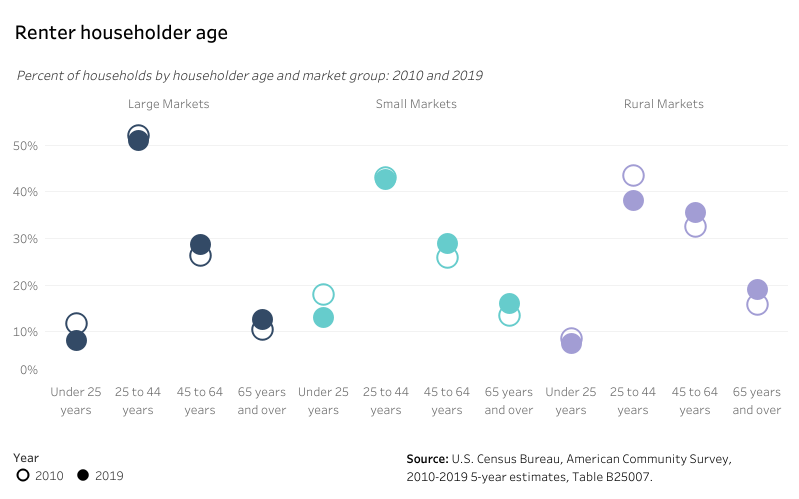 Renter householder age
Percent of households by householder age and market group: 2010 and 2019
Large Markets
Small Markets
Rural Markets
50%
40%
30%
20%
10%
0%
Under 25
years
25 to 44
years
45 to 64
years
65 years
and over
Under 25
years
25 to 44
years
45 to 64
years
65 years
and over
Under 25
years
25 to 44
years
45 to 64
years
65 years
and over
Year
2010
2019
Source: U.S. Census Bureau, American Community Survey,
2010-2019 5-year estimates, Table B25007.